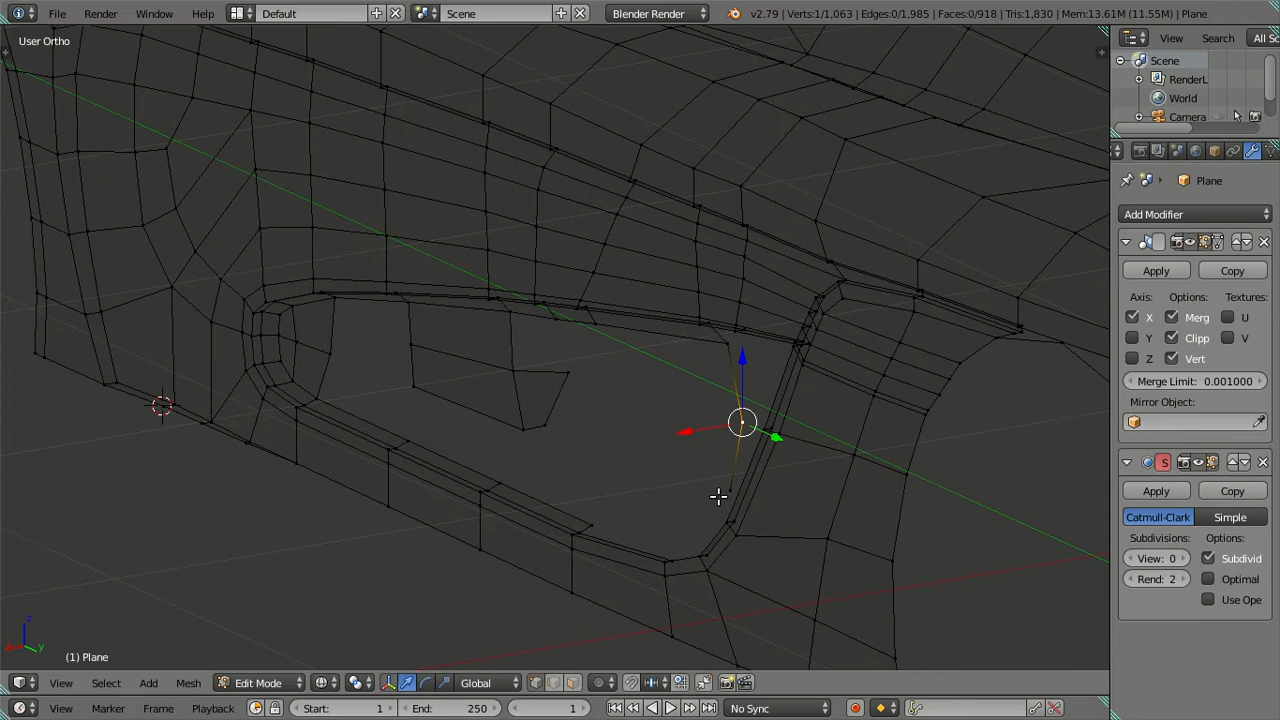 File Render Window Help Default Scene Blender Render v2.79 | Verts:1/1,063 | Edges:0/1,985 | Faces:0/918 | Tris:1,830 | Mem:13.61M (11.55M) | Plane
User Ortho
View Search All Sc
Scene
RenderL
World
Camera
Plane
Add Modifier
Apply Copy
Axis: Options: Textures:
X Merg U
Y Clipp V
Z Vert
Merge Limit: 0.001000
Mirror Object:
S
Apply Copy
Catmull-Clark Simple
Subdivisions: Options:
View: 0 Subdivid
Rend: 2 Optimal
Use Ope
z
y
(1) Plane
View Select Add Mesh Edit Mode Global
View Marker Frame Playback Start: 1 End: 250 1 No Sync